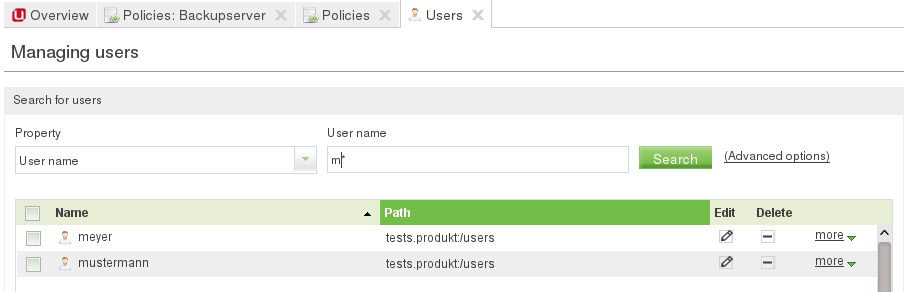 Overview Policies: Backupserver Policies Users
Managing users
Search for users
Property User name
User name m* Search (Advanced options)
Name Path Edit Delete
meyer tests.produkt:/users more
mustermann tests.produkt:/users more